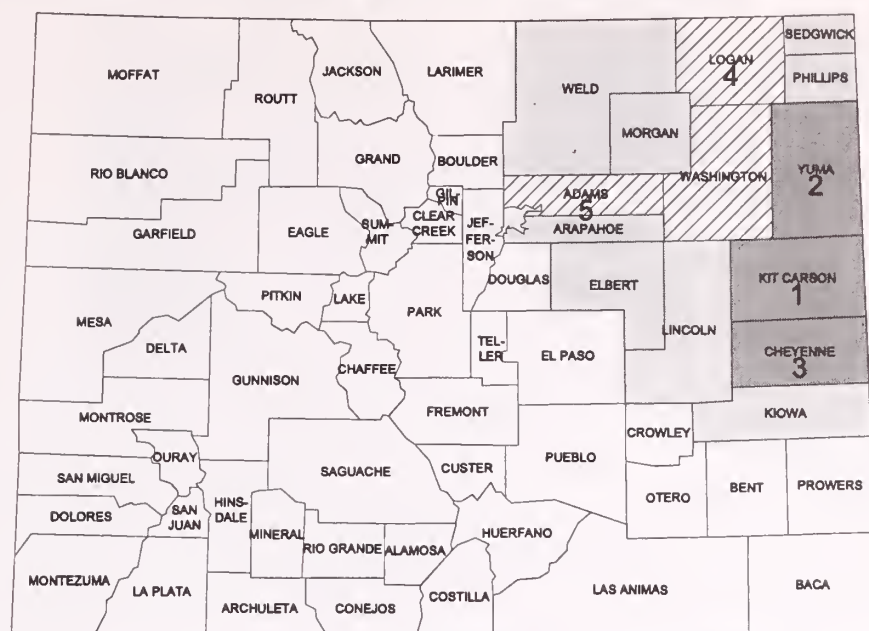 MOFFAT
JACKSON
LARIMER
ROUTT
WELD
LOGAN
4
SEDGWICK
PHILLIPS
MORGAN
RIO BLANCO
GRAND
BOULDER
WASHINGTON
YUMA
2
GIL-
PIN
ADAMS
5
GARFIELD
EAGLE
SUM-
MIT
CLEAR
CREEK
JEF-
FER-
SON
ARAPAHOE
DOUGLAS
ELBERT
KIT CARSON
1
MESA
PITKIN
LAKE
PARK
LINCOLN
DELTA
TEL-
LER
EL PASO
CHEYENNE
3
GUNNISON
CHAFFEE
MONTROSE
FREMONT
KIOWA
OURAY
CROWLEY
SAN MIGUEL
SAGUACHE
CUSTER
PUEBLO
OTERO
BENT
PROWERS
DOLORES
SAN
JUAN
HINS-
DALE
MINERAL
RIO GRANDE
ALAMOSA
HUERFANO
MONTEZUMA
LA PLATA
ARCHULETA
CONEJOS
COSTILLA
LAS ANIMAS
BACA